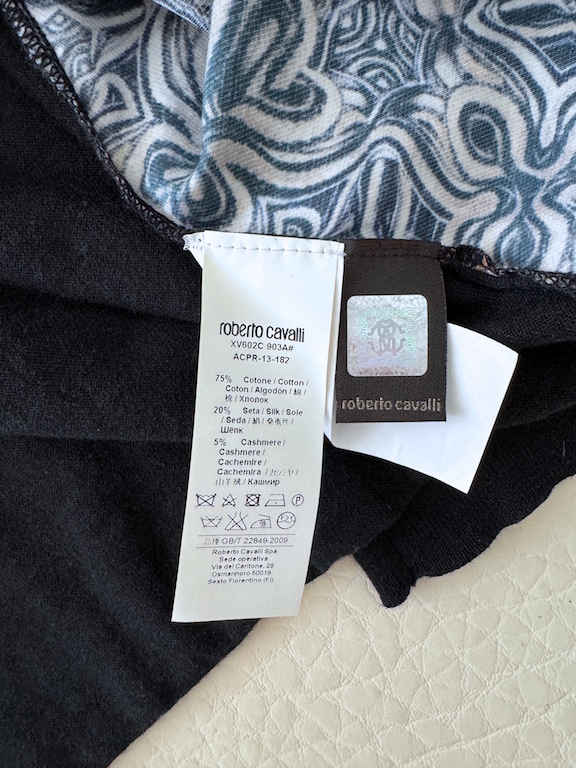 roberto cavalli
XV602C 903A#
ACPR-13-182
75% Cotone / Cotton /
Coton / Algodón / 綿 /
棉 / Хлопок
20% Seta / Silk / Soie
/ Seda / 絹 / 桑蚕丝 /
Шёлк
5% Cashmere /
Cashmere /
Cachemire /
Cachemira / カシミヤ /
山羊绒 / Кашмир
P
GB/T 22849-2009
Roberto Cavalli Spa
Sede operativa
Via del Cantone, 29
Osmannoro 50019
Sesto Fiorentino (FI)
roberto cavalli